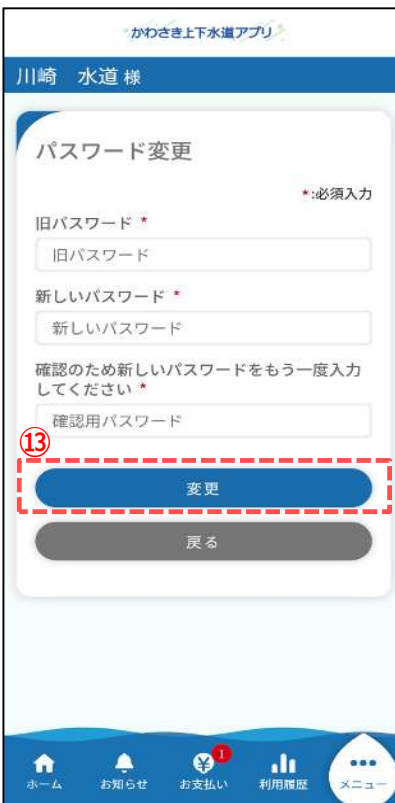 かわさき上下水道アプリ
川崎　水道 様
パスワード変更
*:必須入力
旧パスワード *
旧パスワード
新しいパスワード *
新しいパスワード
確認のため新しいパスワードをもう一度入力
してください *
確認用パスワード
⑬
変更
戻る
1
ホーム お知らせ お支払い 利用履歴 メニュー